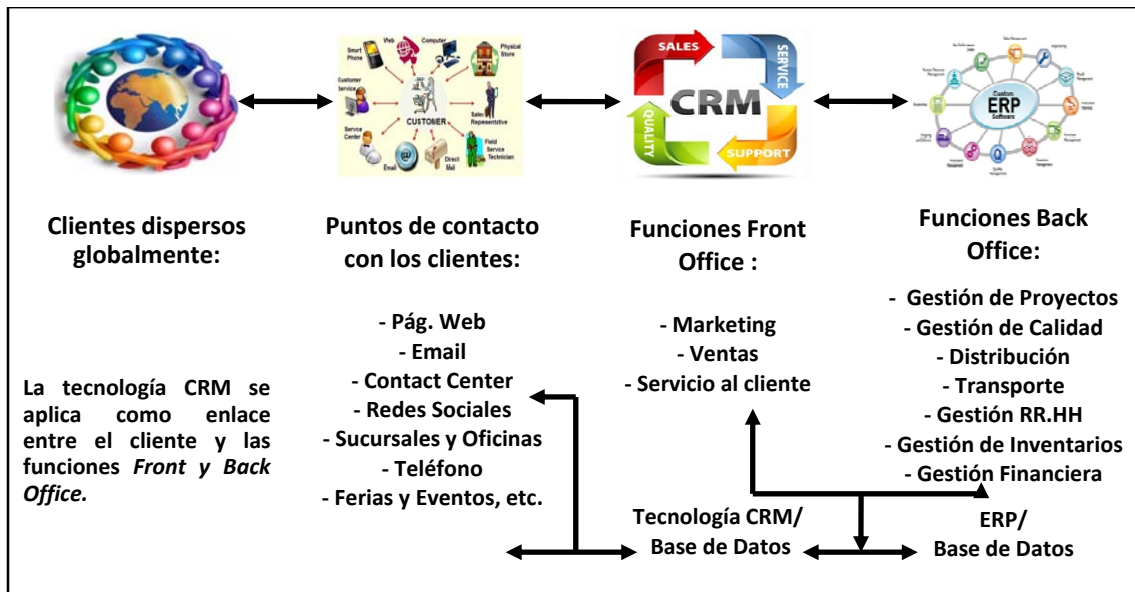 Web
Computer
Smart
Phone
Physical
Store
Customer
Service
CUSTOMER
Sales
Representative
Service
Center
Email
Direct
Mail
Field
Service
Technician
SALES
SERVICE
CRM
QUALITY
SUPPORT
Custom
ERP
Software
Clientes dispersos
globalmente:
La tecnología CRM se
aplica como enlace
entre el cliente y las
funciones Front y Back
Office.
Puntos de contacto
con los clientes:
- Pág. Web
- Email
- Contact Center
- Redes Sociales
- Sucursales y Oficinas
- Teléfono
- Ferias y Eventos, etc.
Funciones Front
Office :
- Marketing
- Ventas
- Servicio al cliente
Tecnología CRM/
Base de Datos
Funciones Back
Office:
- Gestión de Proyectos
- Gestión de Calidad
- Distribución
- Transporte
- Gestión RR.HH
- Gestión de Inventarios
- Gestión Financiera
ERP/
Base de Datos